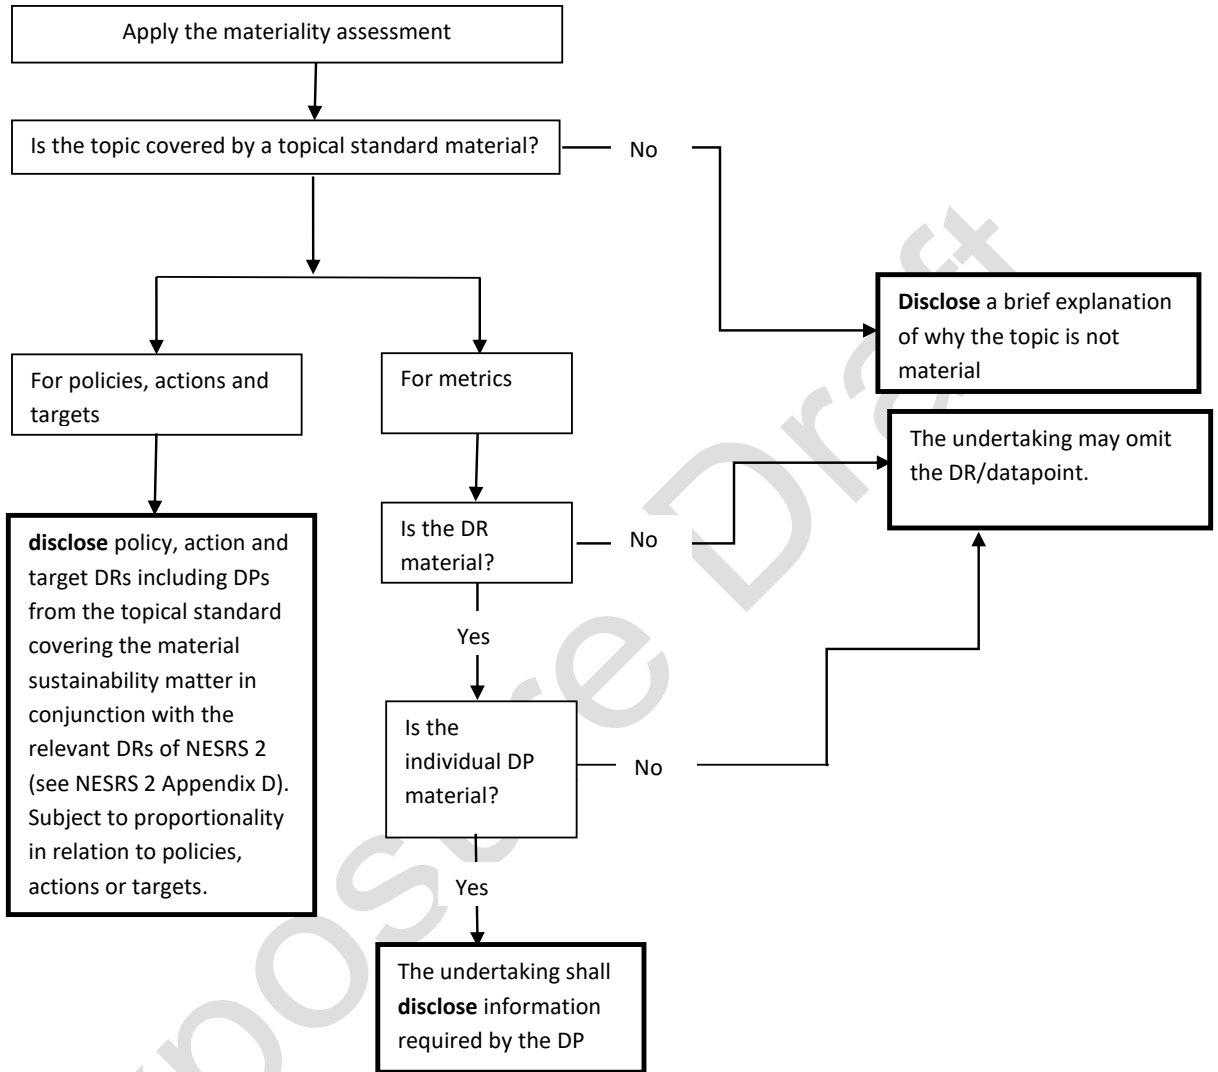 Apply the materiality assessment
Is the topic covered by a topical standard material?
No
Disclose a brief explanation
of why the topic is not
material
For policies, actions and
targets
For metrics
The undertaking may omit
the DR/datapoint.
Is the DR
material?
No
disclose policy, action and
target DRs including DPs
from the topical standard
covering the material
sustainability matter in
conjunction with the
relevant DRs of NESRS 2
(see NESRS 2 Appendix D).
Subject to proportionality
in relation to policies,
actions or targets.
Yes
Is the
individual DP
material?
No
Yes
The undertaking shall
disclose information
required by the DP
posure Draft